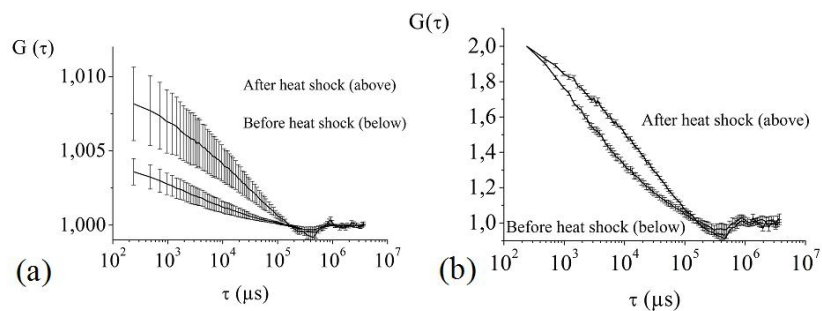 G (τ)
1,010
1,005
1,000
After heat shock (above)
Before heat shock (below)
10² 10³ 10⁴ 10⁵ 10⁶ 10⁷
τ (μs)
(a)
G(τ)
2,0
1,8
1,6
1,4
1,2
1,0
After heat shock (above)
Before heat shock (below)
10² 10³ 10⁴ 10⁵ 10⁶ 10⁷
τ (μs)
(b)